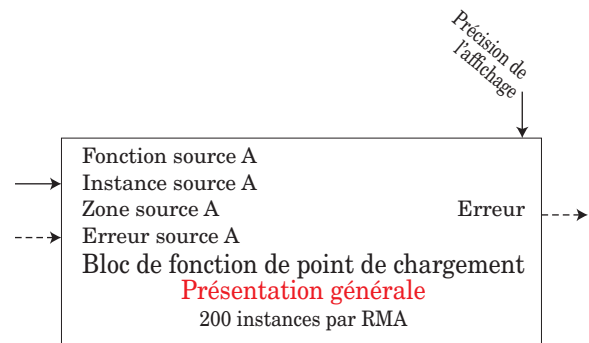 Précision de
l'affichage
Fonction source A
Instance source A
Zone source A
Erreur
Erreur source A
Bloc de fonction de point de chargement
Présentation générale
200 instances par RMA